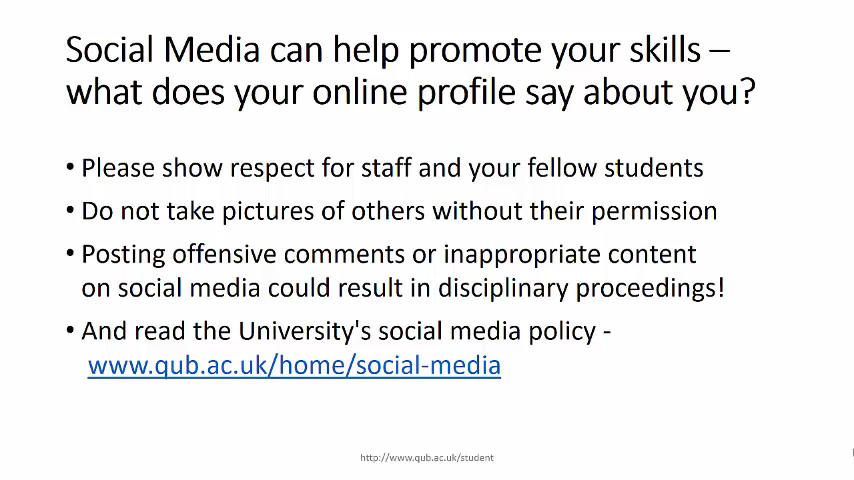 Social Media can help promote your skills –
what does your online profile say about you?
• Please show respect for staff and your fellow students
• Do not take pictures of others without their permission
• Posting offensive comments or inappropriate content
on social media could result in disciplinary proceedings!
• And read the University's social media policy -
www.qub.ac.uk/home/social-media
http://www.qub.ac.uk/student